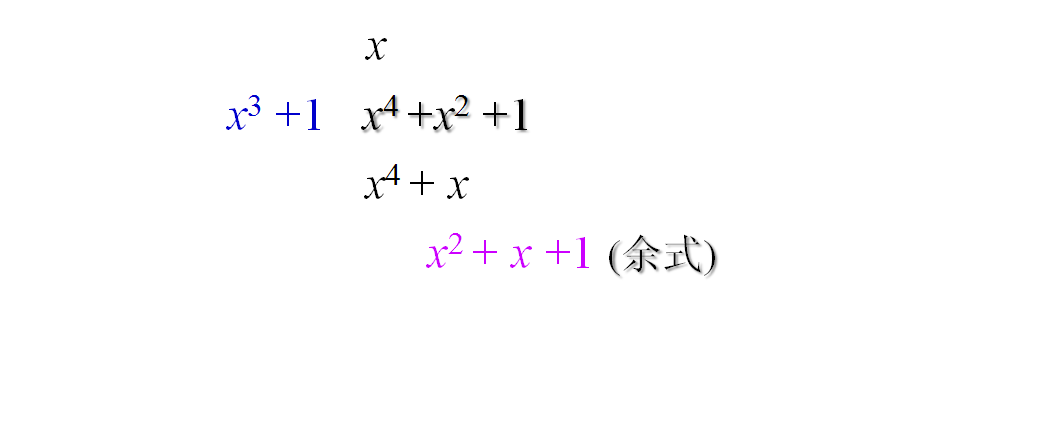 x
x³ +1 x⁴ +x² +1
x⁴ + x
x² + x +1 (余式)